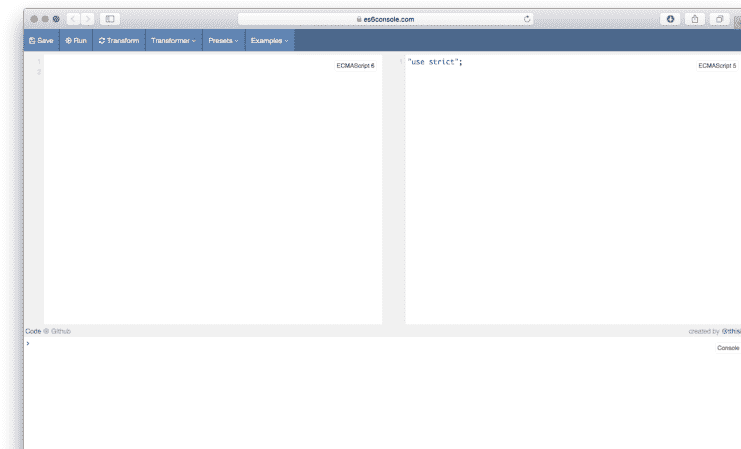 es6console.com
Save Run Transform Transformer Presets Examples
1 ECMAScript 6
2
1 "use strict"; ECMAScript 5
Code @ Github created by @this
> Console